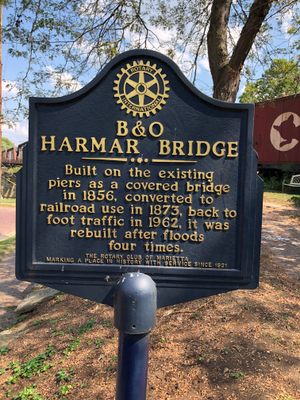 ROTARY
INTERNATIONAL
B&O
HARMAR BRIDGE
Built on the existing
piers as a covered bridge
in 1856, converted to
railroad use in 1873, back to
foot traffic in 1962, it was
rebuilt after floods
four times.
THE ROTARY CLUB OF MARIETTA
MARKING A PLACE IN HISTORY WITH SERVICE SINCE 1921